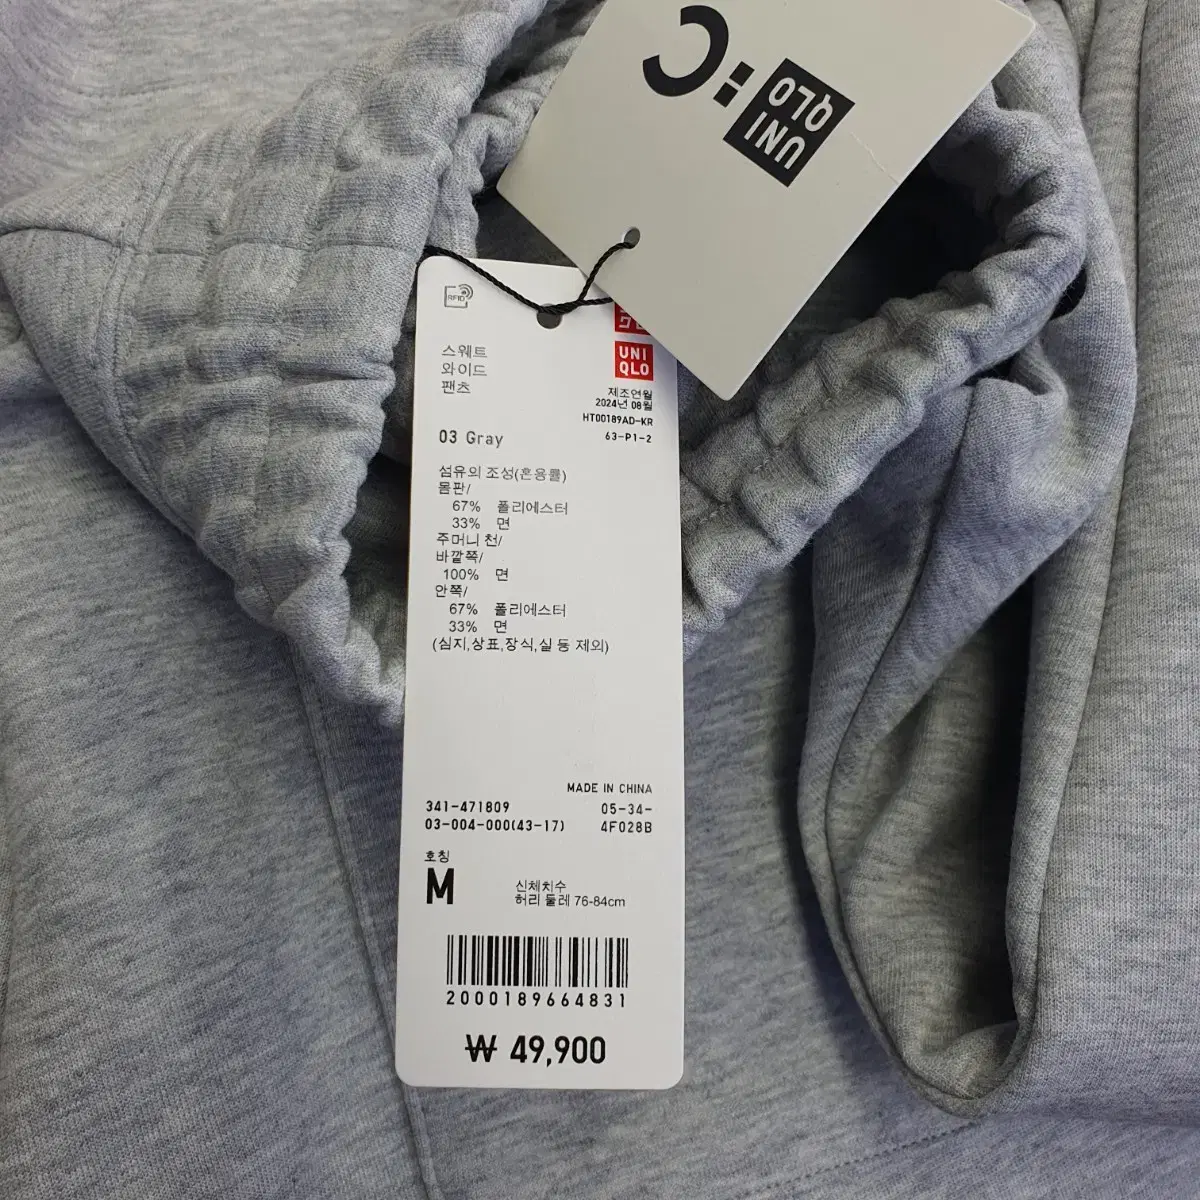 C:
UNI
QLO
RFID
UNI
QLO
스웨트
와이드
팬츠
제조연월
2024년 08월
HT00189AD-KR
63-P1-2
03 Gray
섬유의 조성(혼용률)
몸판/
67% 폴리에스터
33% 면
주머니 천/
바깥쪽/
100% 면
안쪽/
67% 폴리에스터
33% 면
(심지,상표,장식,실 등 제외)
MADE IN CHINA
341-471809 05-34-
03-004-000(43-17) 4F028B
호칭
M
신체치수
허리 둘레 76-84cm
2000189664831
₩ 49,900